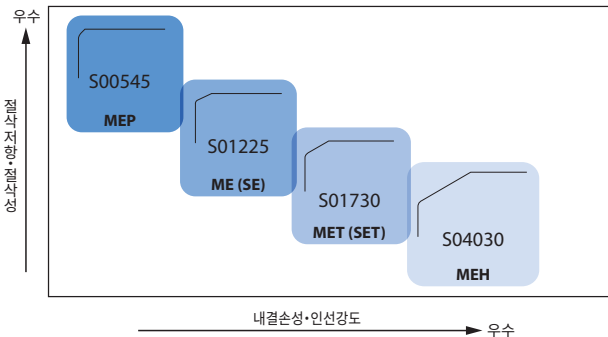 우수
절삭저항·절삭성
S00545
MEP
S01225
ME (SE)
S01730
MET (SET)
S04030
MEH
내결손성·인선강도
우수